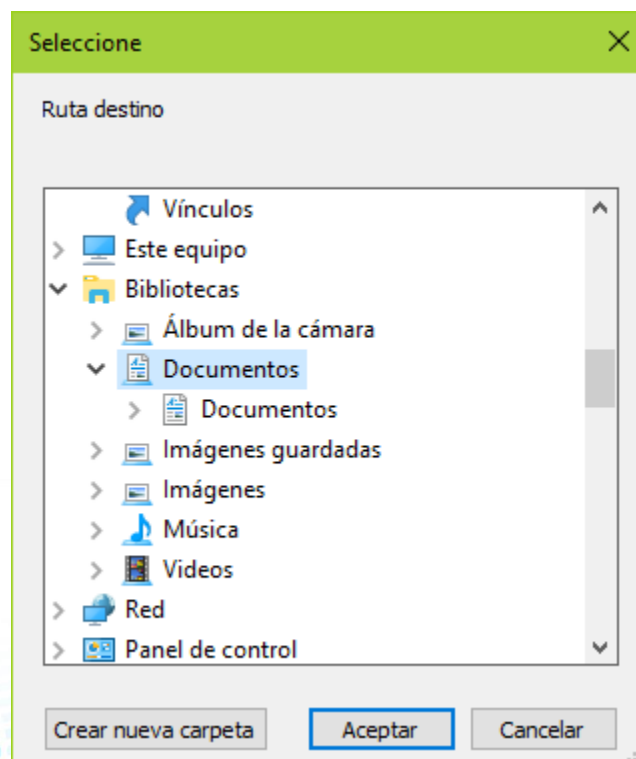 Seleccione
Ruta destino
Vínculos
Este equipo
Bibliotecas
Álbum de la cámara
Documentos
Documentos
Imágenes guardadas
Imágenes
Música
Videos
Red
Panel de control
Crear nueva carpeta Aceptar Cancelar